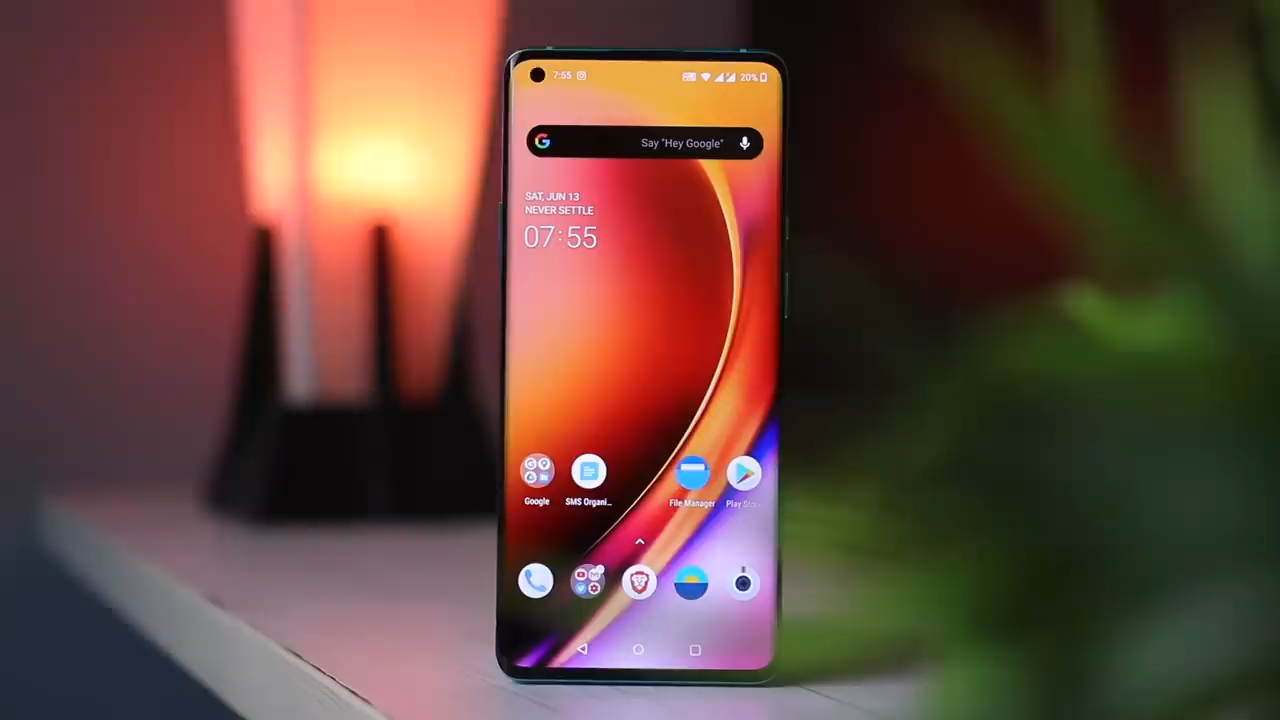 7:55
20%
Say "Hey Google"
SAT, JUN 13
NEVER SETTLE
07:55
Google
SMS Organi...
File Manager
Play Sto